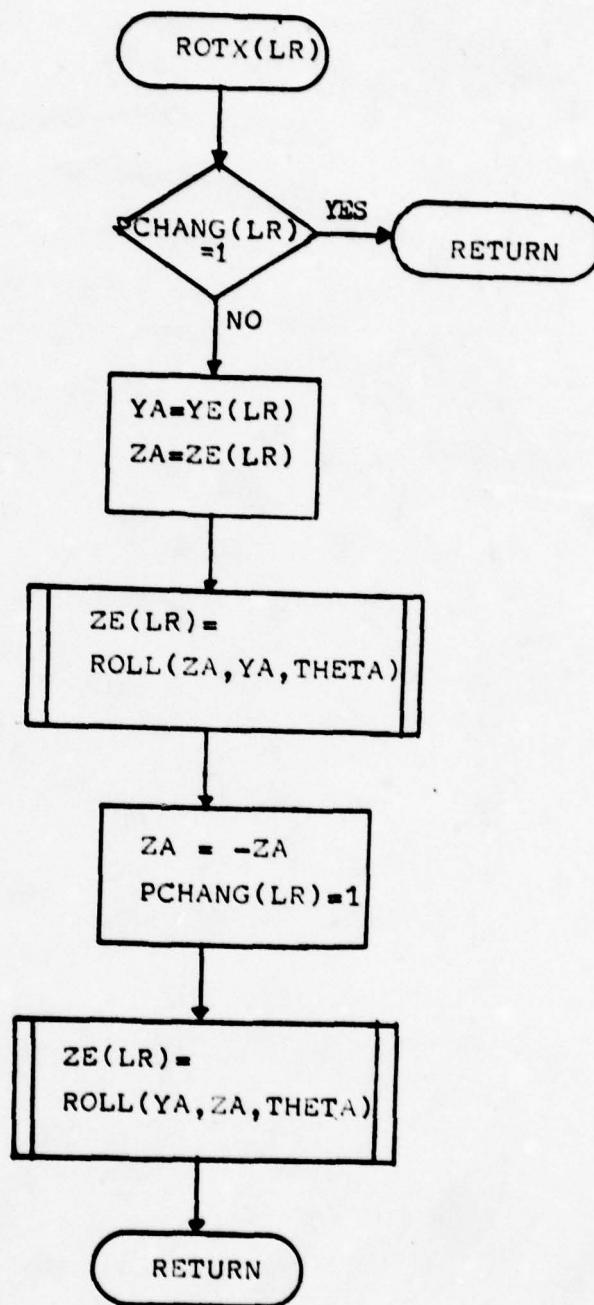 ROTX(LR)
PCHANG(LR)
=1
YES
RETURN
NO
YA=YE(LR)
ZA=ZE(LR)
ZE(LR)=
ROLL(ZA,YA,THETA)
ZA = -ZA
PCHANG(LR)=1
ZE(LR)=
ROLL(YA,ZA,THETA)
RETURN